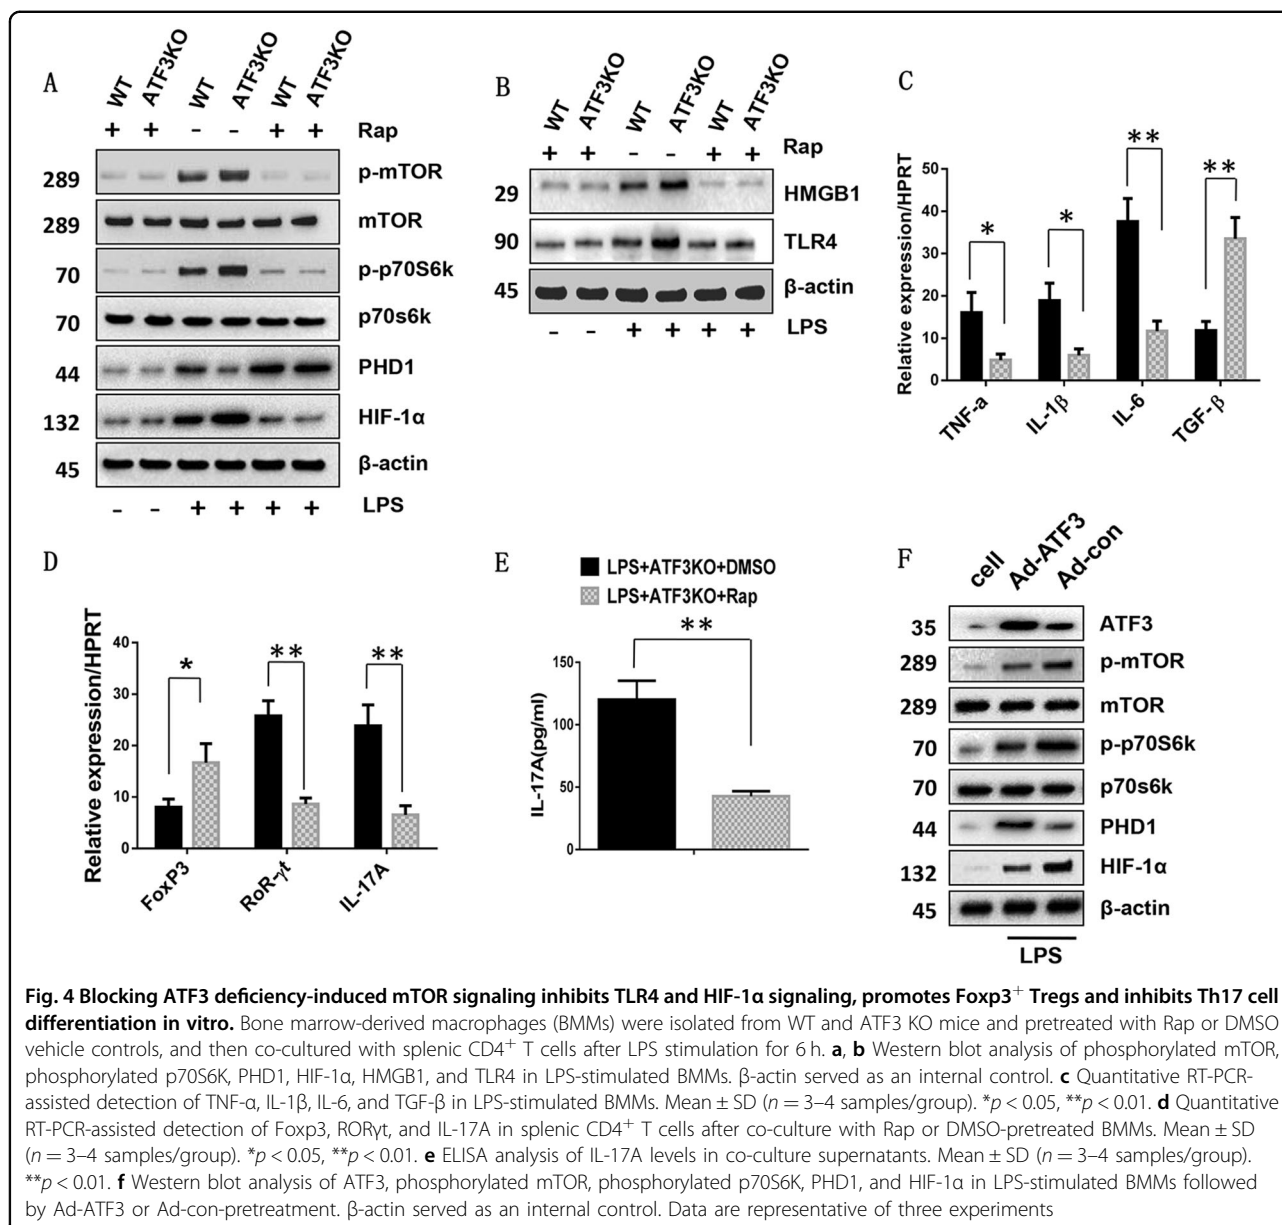 A
WT ATF3KO WT ATF3KO WT ATF3KO
+ + - - + + Rap
289 p-mTOR
289 mTOR
70 p-p70S6k
70 p70s6k
44 PHD1
132 HIF-1α
45 β-actin
- - + + + + LPS
B
WT ATF3KO WT ATF3KO WT ATF3KO
+ + - - + + Rap
29 HMGB1
90 TLR4
45 β-actin
- - + + + + LPS
C
Relative expression/HPRT
50
40
30
20
10
0
* * ** **
TNF-a IL-1β IL-6 TGF-β
D
Relative expression/HPRT
40
30
20
10
0
* ** **
FoxP3 RoR-γt IL-17A
E
LPS+ATF3KO+DMSO
LPS+ATF3KO+Rap
**
IL-17A(pg/ml)
150
100
50
0
F
cell Ad-ATF3 Ad-con
35 ATF3
289 p-mTOR
289 mTOR
70 p-p70S6k
70 p70s6k
44 PHD1
132 HIF-1α
45 β-actin
LPS
Fig. 4 Blocking ATF3 deficiency-induced mTOR signaling inhibits TLR4 and HIF-1α signaling, promotes Foxp3⁺ Tregs and inhibits Th17 cell
differentiation in vitro. Bone marrow-derived macrophages (BMMs) were isolated from WT and ATF3 KO mice and pretreated with Rap or DMSO
vehicle controls, and then co-cultured with splenic CD4⁺ T cells after LPS stimulation for 6 h. a, b Western blot analysis of phosphorylated mTOR,
phosphorylated p70S6K, PHD1, HIF-1α, HMGB1, and TLR4 in LPS-stimulated BMMs. β-actin served as an internal control. c Quantitative RT-PCR-
assisted detection of TNF-α, IL-1β, IL-6, and TGF-β in LPS-stimulated BMMs. Mean ± SD (n = 3–4 samples/group). *p < 0.05, **p < 0.01. d Quantitative
RT-PCR-assisted detection of Foxp3, RORγt, and IL-17A in splenic CD4⁺ T cells after co-culture with Rap or DMSO-pretreated BMMs. Mean ± SD
(n = 3–4 samples/group). *p < 0.05, **p < 0.01. e ELISA analysis of IL-17A levels in co-culture supernatants. Mean ± SD (n = 3–4 samples/group).
**p < 0.01. f Western blot analysis of ATF3, phosphorylated mTOR, phosphorylated p70S6K, PHD1, and HIF-1α in LPS-stimulated BMMs followed
by Ad-ATF3 or Ad-con-pretreatment. β-actin served as an internal control. Data are representative of three experiments